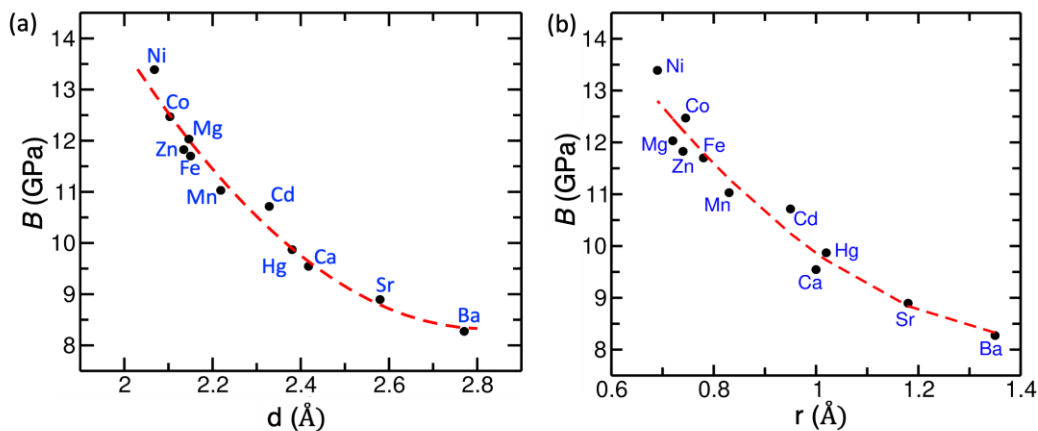 (a)
14
13
12
11
10
9
8
B (GPa)
Ni
Co
Mg
Zn
Fe
Mn
Cd
Hg
Ca
Sr
Ba
2 2.2 2.4 2.6 2.8
d (Å)
(b)
14
13
12
11
10
9
8
B (GPa)
Ni
Co
Mg
Fe
Zn
Mn
Cd
Hg
Ca
Sr
Ba
0.6 0.8 1 1.2 1.4
r (Å)